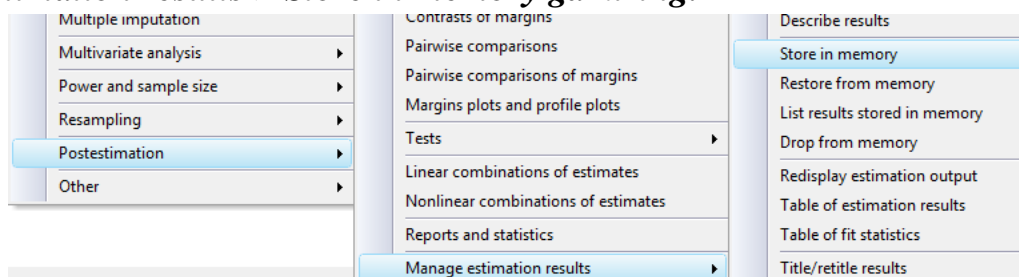 Multiple imputation
Multivariate analysis
Power and sample size
Resampling
Postestimation
Other
Contrasts of margins
Pairwise comparisons
Pairwise comparisons of margins
Margins plots and profile plots
Tests
Linear combinations of estimates
Nonlinear combinations of estimates
Reports and statistics
Manage estimation results
Describe results
Store in memory
Restore from memory
List results stored in memory
Drop from memory
Redisplay estimation output
Table of estimation results
Table of fit statistics
Title/retitle results